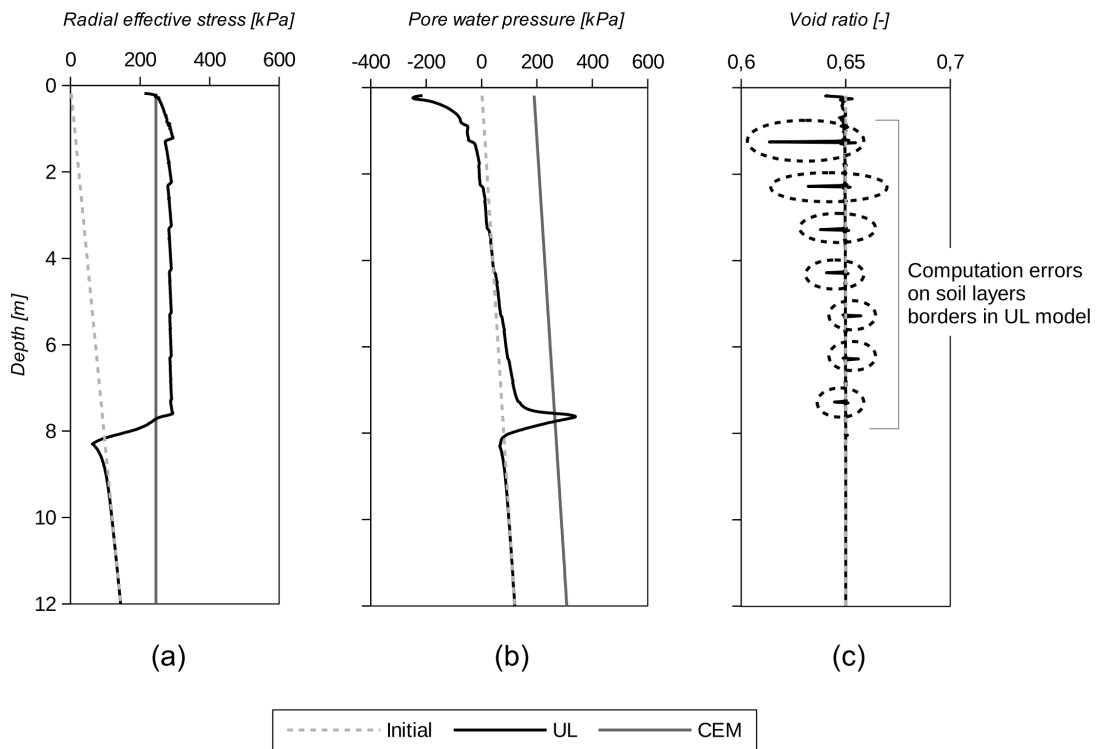 Radial effective stress [kPa]
Pore water pressure [kPa]
Void ratio [-]
0 200 400 600
-400 -200 0 200 400 600
0,6 0,65 0,7
0
2
4
6
8
10
12
Depth [m]
Computation errors
on soil layers
borders in UL model
(a)
(b)
(c)
Initial UL CEM